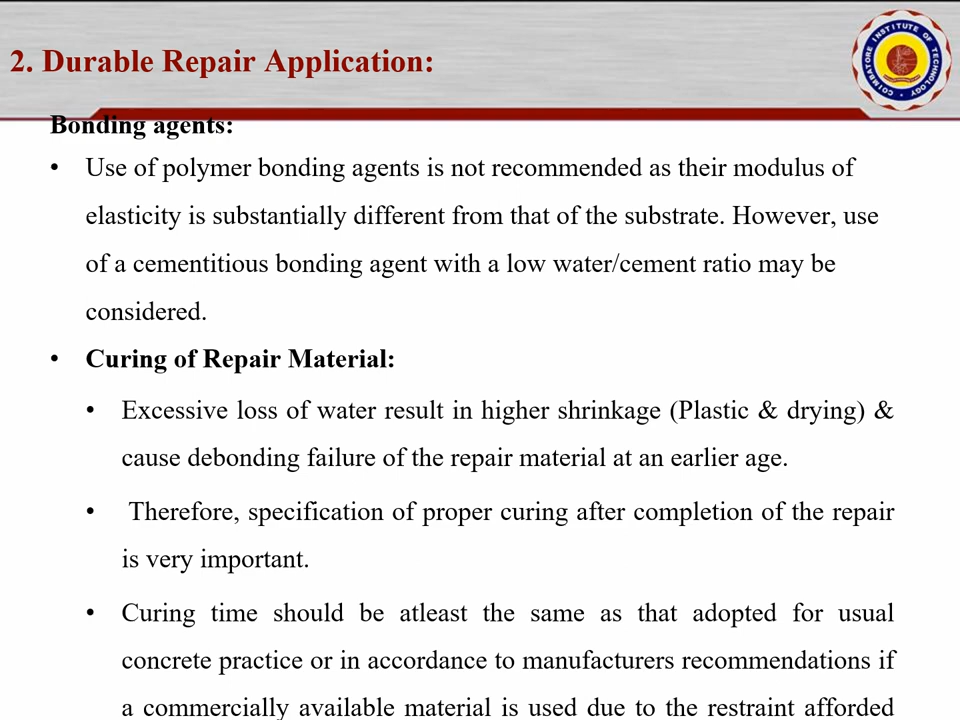 2. Durable Repair Application:
COIMBATORE INSTITUTE OF TECHNOLOGY
Bonding agents:
• Use of polymer bonding agents is not recommended as their modulus of
elasticity is substantially different from that of the substrate. However, use
of a cementitious bonding agent with a low water/cement ratio may be
considered.
• Curing of Repair Material:
• Excessive loss of water result in higher shrinkage (Plastic & drying) &
cause debonding failure of the repair material at an earlier age.
• Therefore, specification of proper curing after completion of the repair
is very important.
• Curing time should be atleast the same as that adopted for usual
concrete practice or in accordance to manufacturers recommendations if
a commercially available material is used due to the restraint afforded